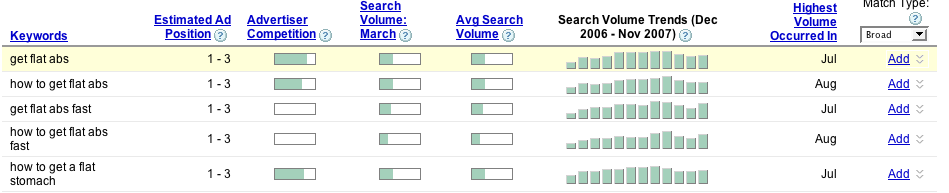 Keywords Estimated Ad Position ? Advertiser Competition ? Search Volume: March ? Avg Search Volume ? Search Volume Trends (Dec 2006 - Nov 2007) ? Highest Volume Occurred In Match Type: ? Broad
get flat abs 1 - 3 Jul Add
how to get flat abs 1 - 3 Aug Add
get flat abs fast 1 - 3 Jul Add
how to get flat abs fast 1 - 3 Aug Add
how to get a flat stomach 1 - 3 Jul Add